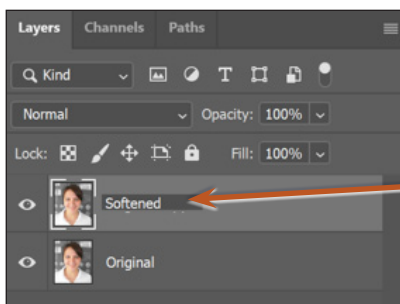 Layers Channels Paths
Kind
Normal Opacity: 100%
Lock: Fill: 100%
Softened
Original